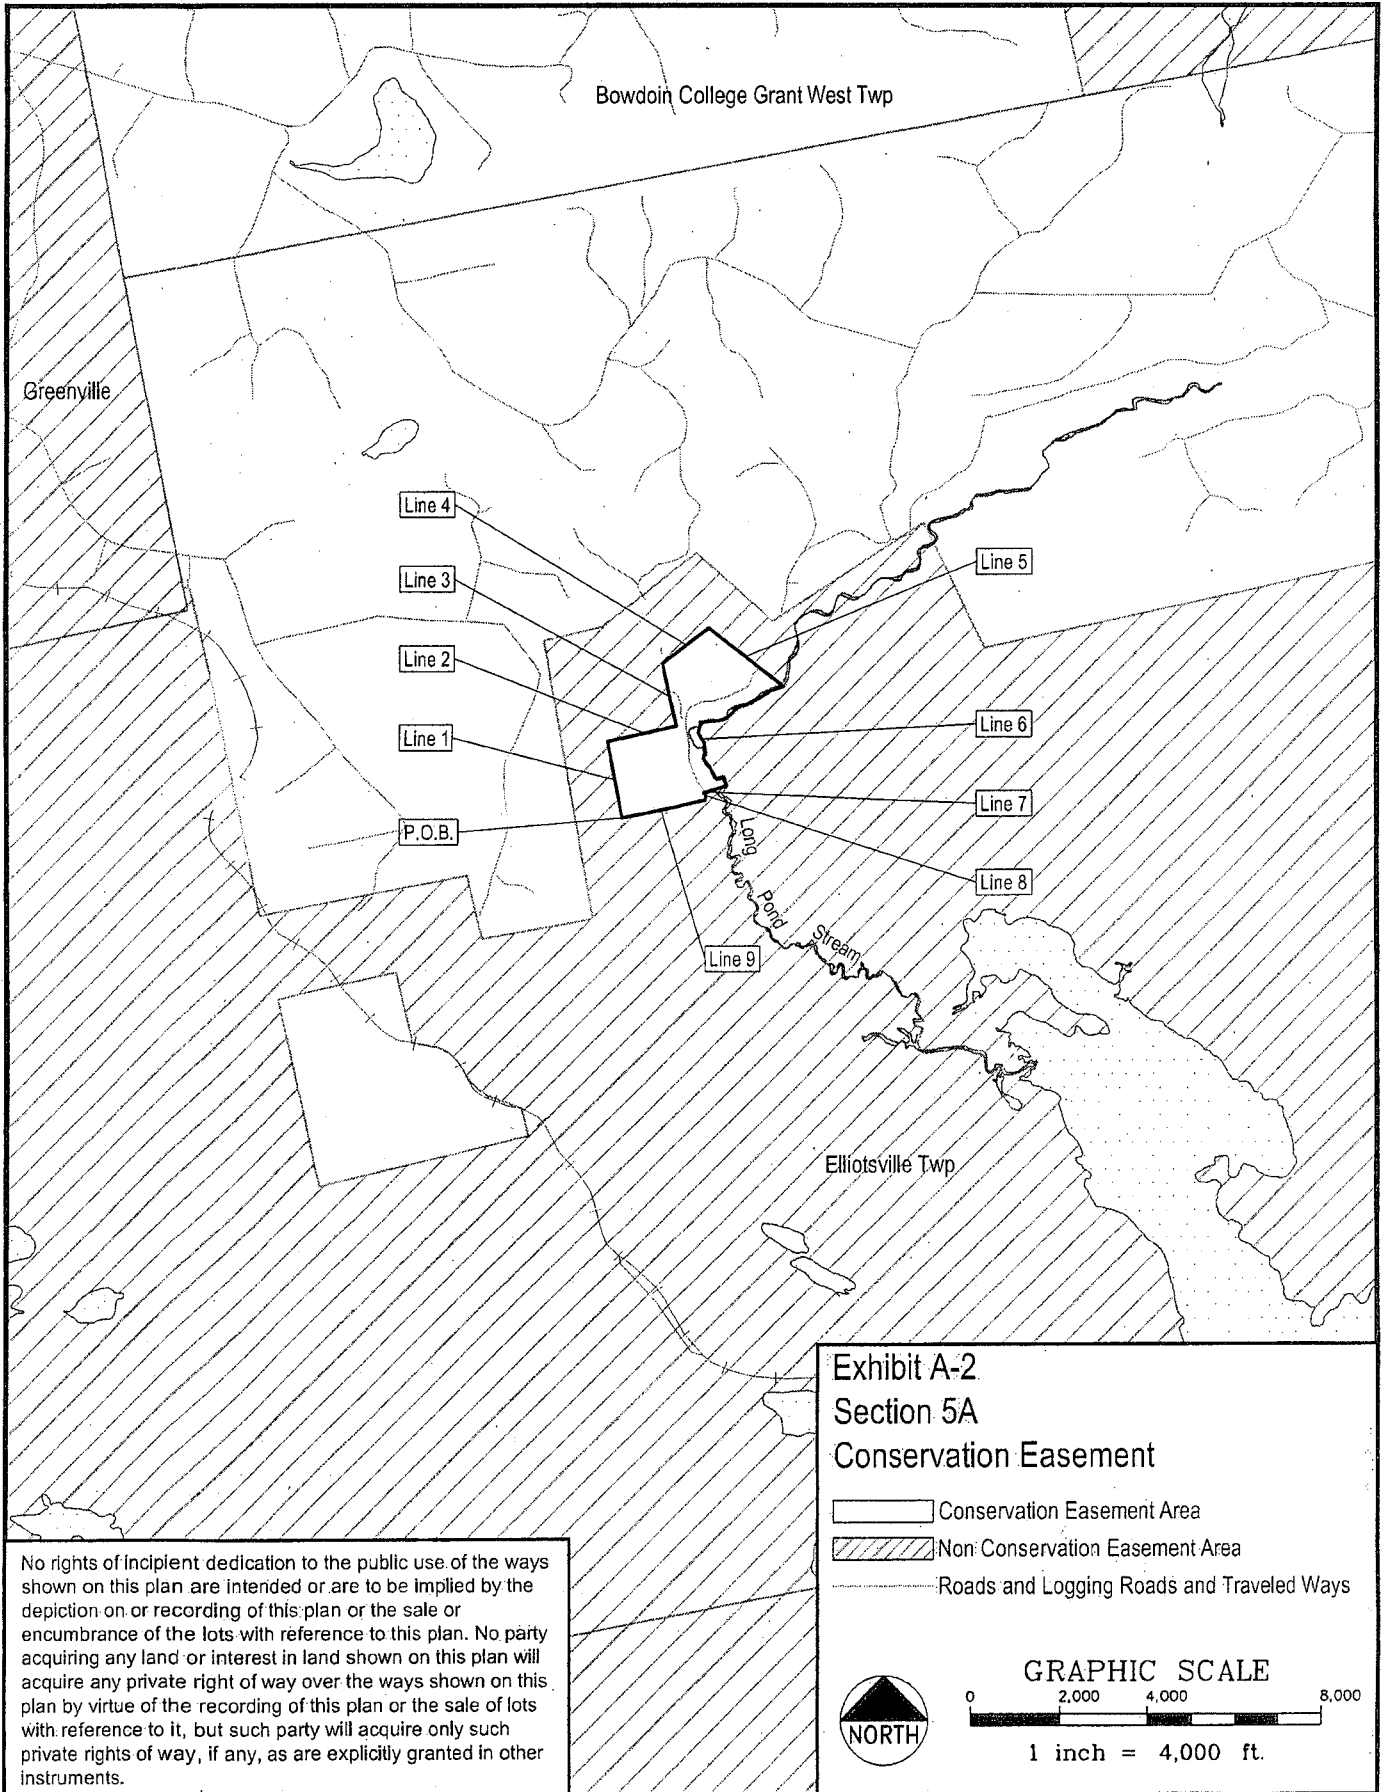 Bowdoin College Grant West Twp
Greenville
Line 4
Line 3
Line 5
Line 2
Line 1
Line 6
Line 7
P.O.B.
Long
Line 8
Pond
Stream
Line 9
Elliotsville Twp
Exhibit A-2
Section 5A
Conservation Easement
Conservation Easement Area
Non Conservation Easement Area
Roads and Logging Roads and Traveled Ways
GRAPHIC SCALE
0 2,000 4,000 8,000
1 inch = 4,000 ft.
NORTH
No rights of incipient dedication to the public use of the ways
shown on this plan are intended or are to be implied by the
depiction on or recording of this plan or the sale or
encumbrance of the lots with reference to this plan. No party
acquiring any land or interest in land shown on this plan will
acquire any private right of way over the ways shown on this
plan by virtue of the recording of this plan or the sale of lots
with reference to it, but such party will acquire only such
private rights of way, if any, as are explicitly granted in other
instruments.